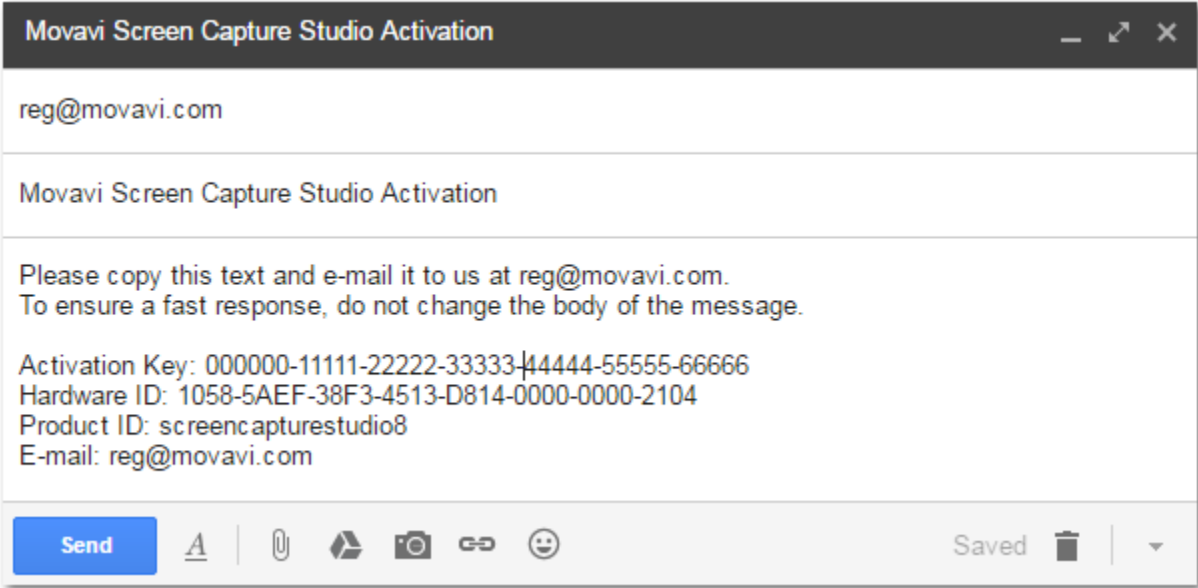 Movavi Screen Capture Studio Activation
reg@movavi.com
Movavi Screen Capture Studio Activation
Please copy this text and e-mail it to us at reg@movavi.com.
To ensure a fast response, do not change the body of the message.
Activation Key: 000000-11111-22222-33333-44444-55555-66666
Hardware ID: 1058-5AEF-38F3-4513-D814-0000-0000-2104
Product ID: screencapturestudio8
E-mail: reg@movavi.com
Send A Saved